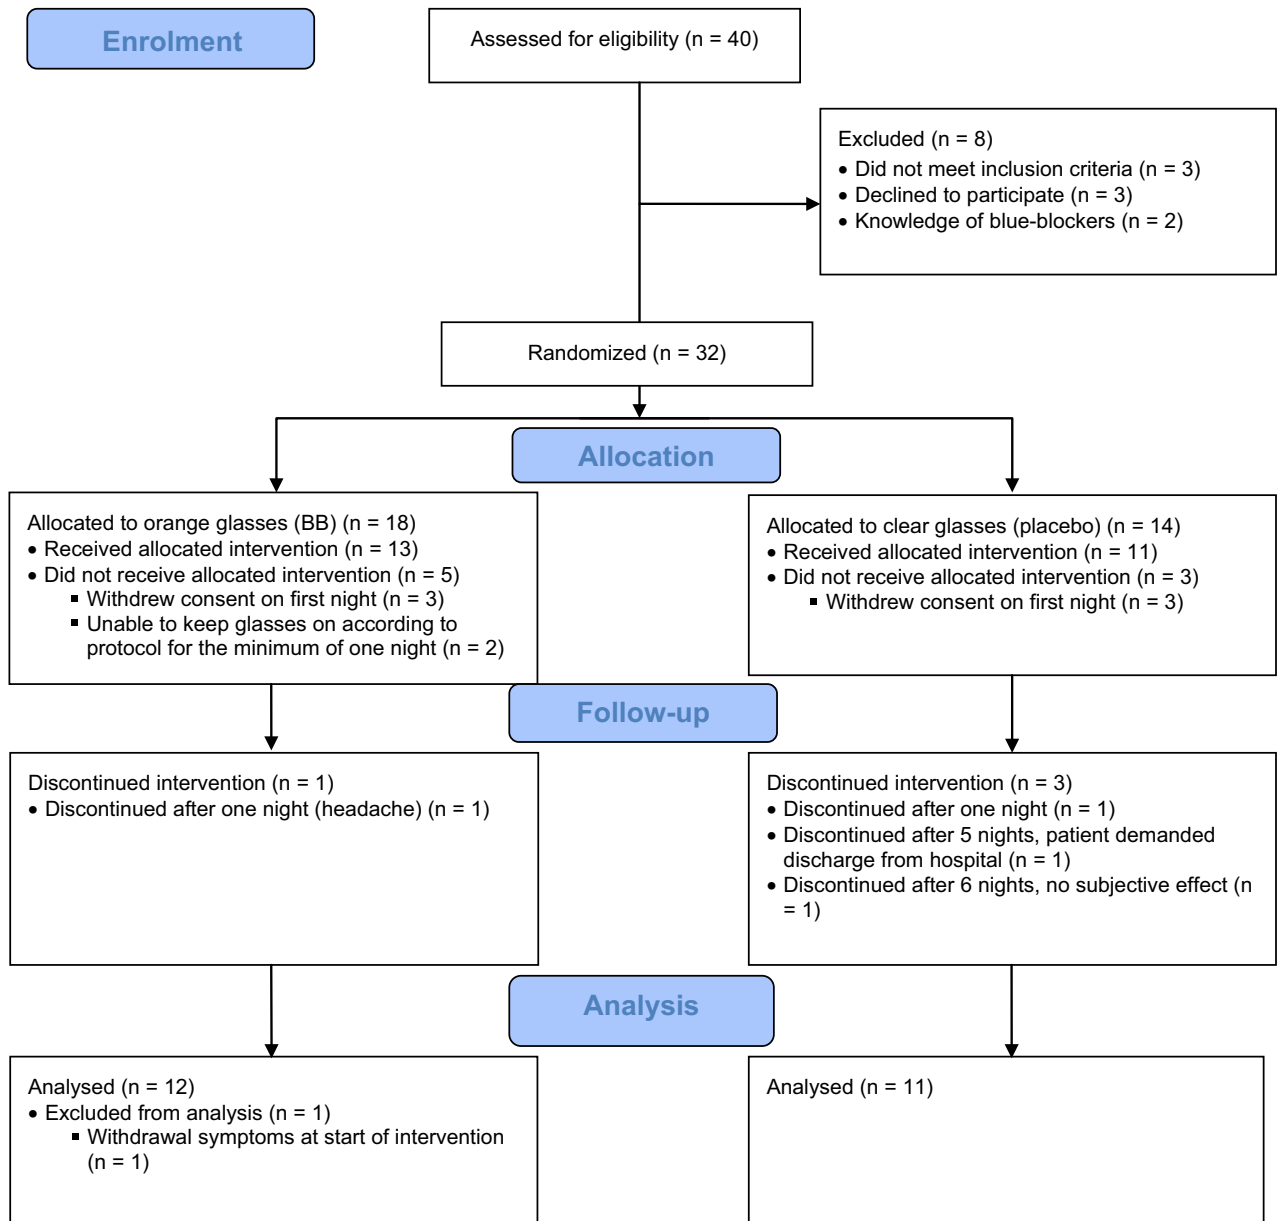 Enrolment
Assessed for eligibility (n = 40)
Excluded (n = 8)
• Did not meet inclusion criteria (n = 3)
• Declined to participate (n = 3)
• Knowledge of blue-blockers (n = 2)
Randomized (n = 32)
Allocation
Allocated to orange glasses (BB) (n = 18)
• Received allocated intervention (n = 13)
• Did not receive allocated intervention (n = 5)
▪ Withdrew consent on first night (n = 3)
▪ Unable to keep glasses on according to
protocol for the minimum of one night (n = 2)
Allocated to clear glasses (placebo) (n = 14)
• Received allocated intervention (n = 11)
• Did not receive allocated intervention (n = 3)
▪ Withdrew consent on first night (n = 3)
Follow-up
Discontinued intervention (n = 1)
• Discontinued after one night (headache) (n = 1)
Discontinued intervention (n = 3)
• Discontinued after one night (n = 1)
• Discontinued after 5 nights, patient demanded
discharge from hospital (n = 1)
• Discontinued after 6 nights, no subjective effect (n
= 1)
Analysis
Analysed (n = 12)
• Excluded from analysis (n = 1)
▪ Withdrawal symptoms at start of intervention
(n = 1)
Analysed (n = 11)